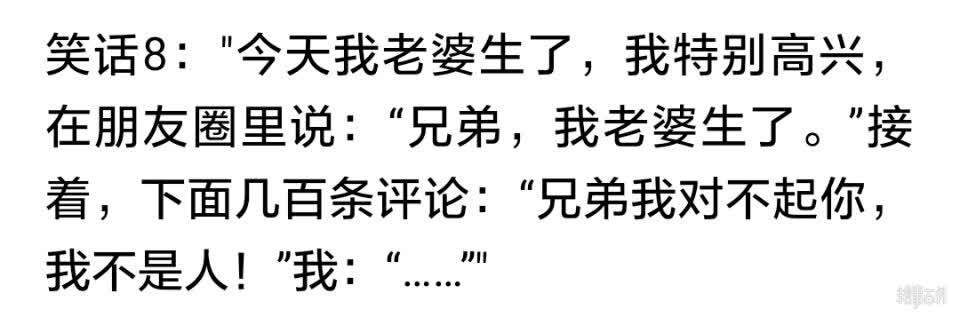 笑话8："今天我老婆生了，我特别高兴，
在朋友圈里说：“兄弟，我老婆生了。”接
着，下面几百条评论：“兄弟我对不起你，
我不是人！”我：“……”"